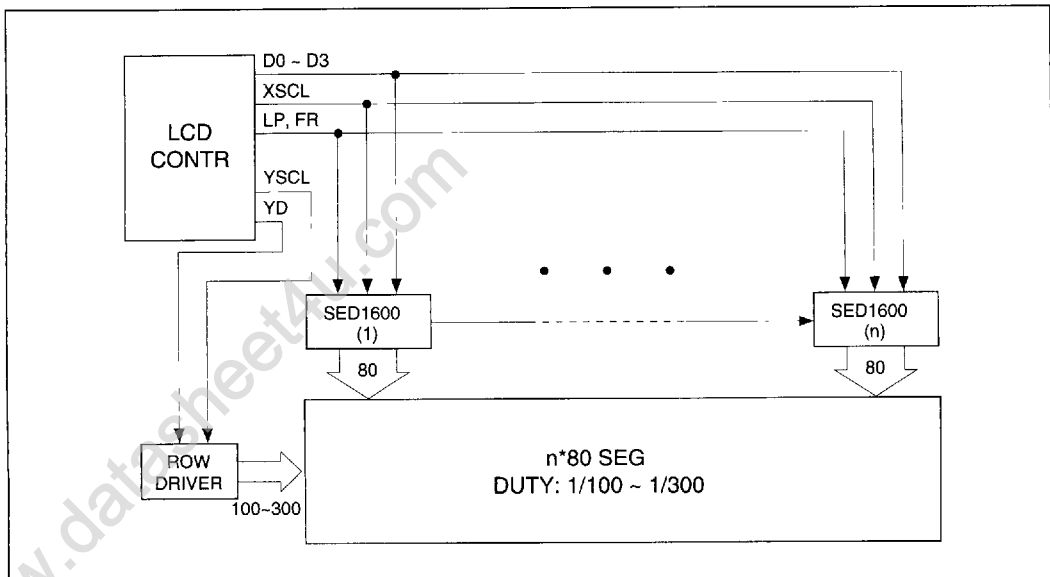 D0 ~ D3
XSCL
LP, FR
LCD
CONTR
YSCL
YD
SED1600
(1)
SED1600
(n)
80
80
ROW
DRIVER
100~300
n*80 SEG
DUTY: 1/100 ~ 1/300
w.datasheet4u.com